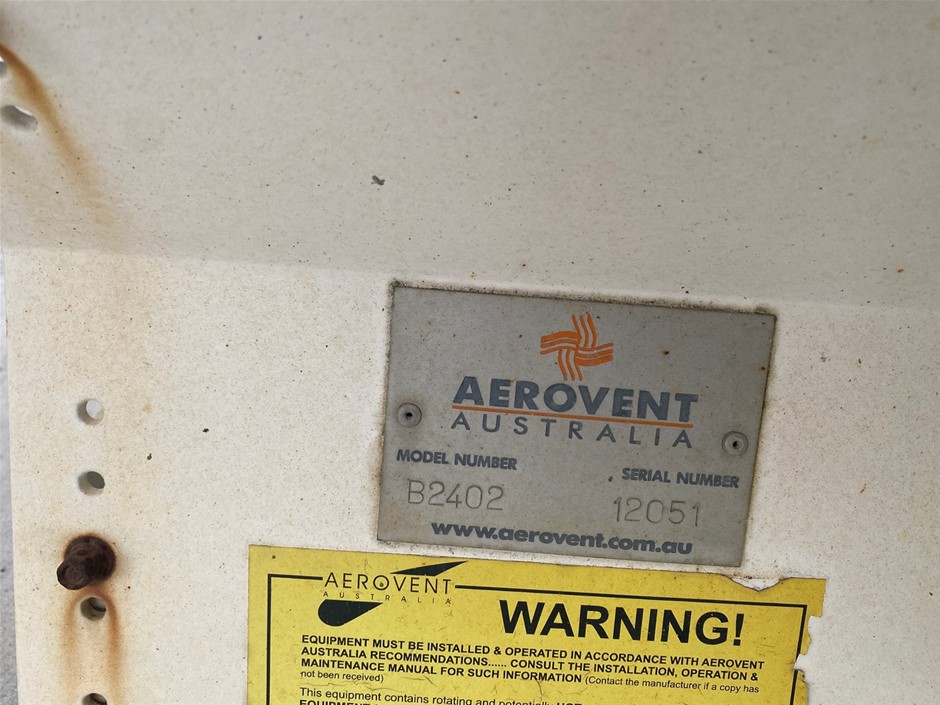 AEROVENT
AUSTRALIA
MODEL NUMBER SERIAL NUMBER
B2402 12051
www.aerovent.com.au
AEROVENT
AUSTRALIA
WARNING!
EQUIPMENT MUST BE INSTALLED & OPERATED IN ACCORDANCE WITH AEROVENT
AUSTRALIA RECOMMENDATIONS...... CONSULT THE INSTALLATION, OPERATION &
MAINTENANCE MANUAL FOR SUCH INFORMATION (Contact the manufacturer if a copy has
not been received)
This equipment contains rotating and potentially HOT
EQUIPMENT